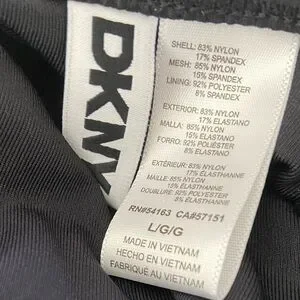 DKNY
SHELL: 83% NYLON
17% SPANDEX
MESH: 85% NYLON
15% SPANDEX
LINING: 92% POLYESTER
8% SPANDEX
EXTERIOR: 83% NYLON
17% ELASTANO
MALLA: 85% NYLON
15% ELASTANO
FORRO: 92% POLIÉSTER
8% ELASTANO
EXTÉRIEUR: 83% NYLON
17% ÉLASTHANNE
MAILLE: 85% NYLON
15% ÉLASTHANNE
DOUBLURE: 92% POLYESTER
8% ÉLASTHANNE
RN#54163 CA#57151
L/G/G
MADE IN VIETNAM
HECHO EN VIETNAM
FABRIQUÉ AU VIETNAM